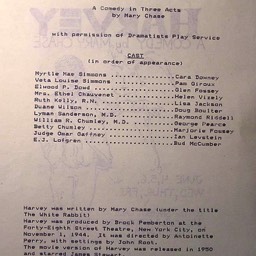 A Comedy in Three Acts
by Mary Chase
with permission of Dramatists Play Service
CAST
(in order of appearance)
Myrtle Mae Simmons Cara Downey
Veta Louise Simmons Pam Giroux
Elwood P. Dowd Glen Fossey
Mrs. Ethel Chauvenet Helen Vizely
Ruth Kelly, R.N. Lisa Jackson
Duane Wilson Doug Boulter
Lyman Sanderson, M.D. Raymond Riddell
William R. Chumley, M.D. George Pearce
Betty Chumley Marjorie Fossey
Judge Omar Gaffney Ian Levstein
E.J. Lofgren Bud McCumber
Harvey was written by Mary Chase (under the title
The White Rabbit)
Harvey was produced by Brock Pemberton at the
Forty-Eighth Street Theatre, New York City, on
November 1, 1944. It was directed by Antoinette
Perry, with settings by John Root.
The movie version of Harvey was released in 1950
and starred James Stewart.